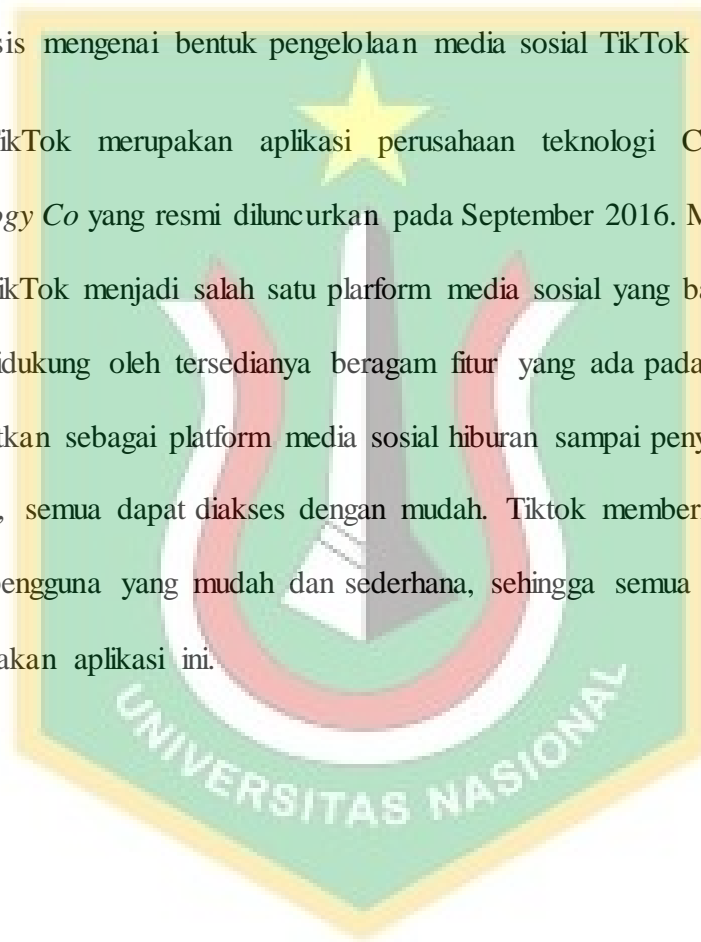 sis mengenai bentuk pengelolaan media sosial TikTok
ikTok merupakan aplikasi perusahaan teknologi C
ogy Co yang resmi diluncurkan pada September 2016. M
ikTok menjadi salah satu plarform media sosial yang ba
idukung oleh tersedianya beragam fitur yang ada pada
tkan sebagai platform media sosial hiburan sampai peny
, semua dapat diakses dengan mudah. Tiktok member
pengguna yang mudah dan sederhana, sehingga semua
akan aplikasi ini.
UNIVERSITAS NASIONAL